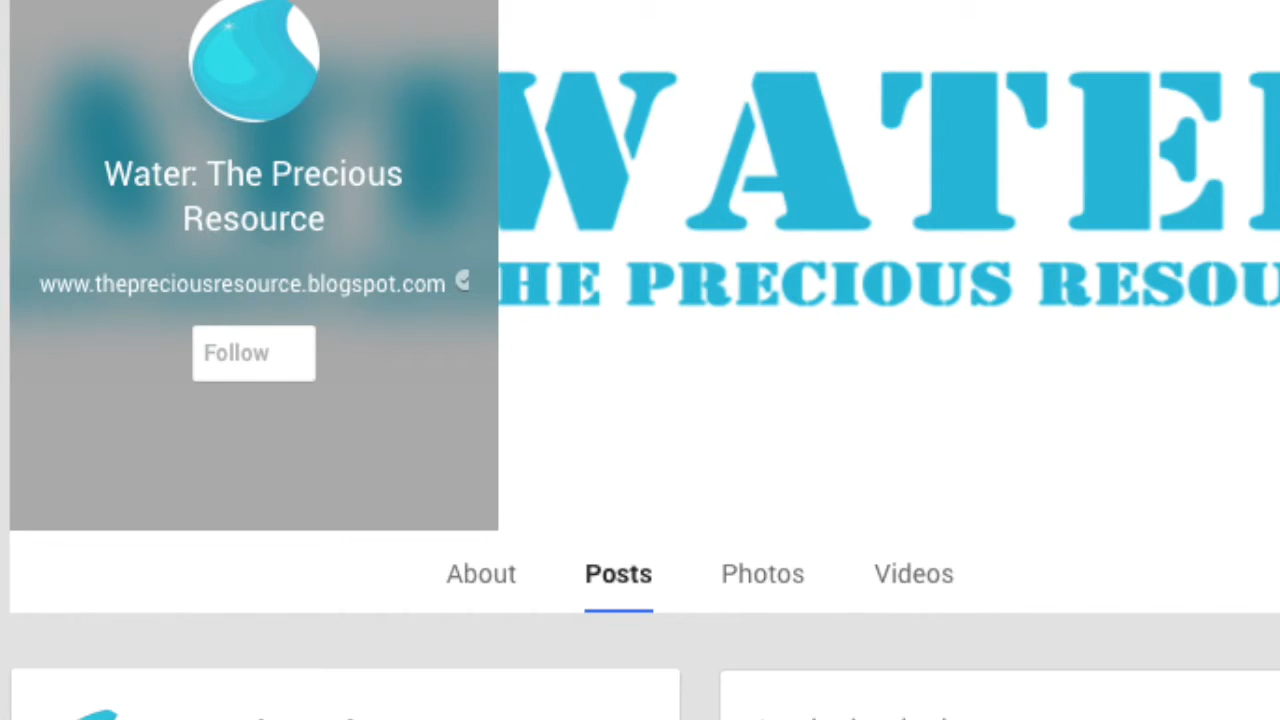 Water: The Precious
Resource
www.thepreciousresource.blogspot.com
Follow
WATE
HE PRECIOUS RESOU
About Posts Photos Videos